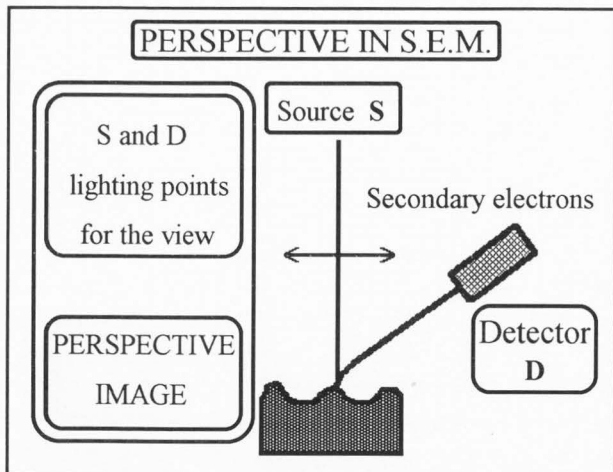 PERSPECTIVE IN S.E.M.
S and D
lighting points
for the view
PERSPECTIVE
IMAGE
Source S
Secondary electrons
Detector
D